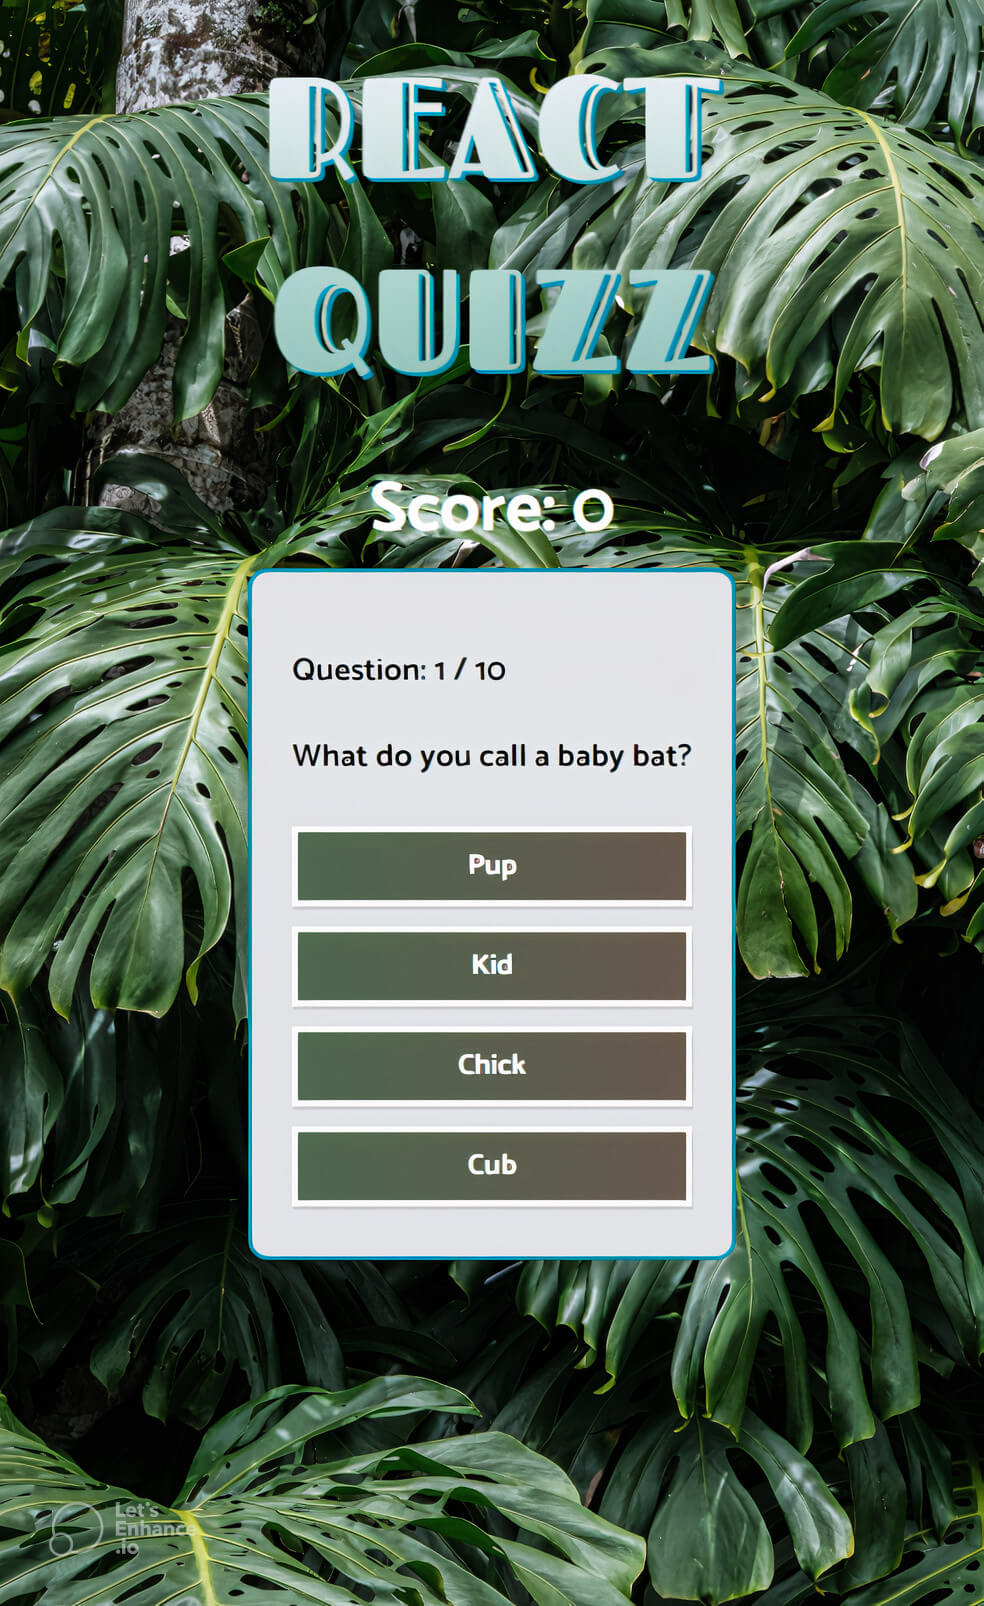 REACT
QUIZZ
Score: 0
Question: 1 / 10
What do you call a baby bat?
Pup
Kid
Chick
Cub
Let's
Enhance
.io